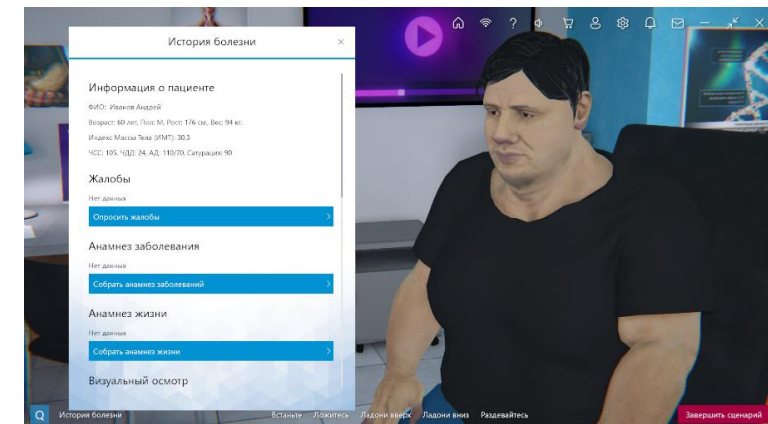 История болезни
Информация о пациенте
ФИО: Иванов Андрей
Возраст: 60 лет, Пол: М, Рост: 176 см, Вес: 94 кг.
Индекс Массы Тела (ИМТ): 30.3
ЧСС: 105, ЧДД: 24, АД: 110/70, Сатурация: 90
Жалобы
Нет данных
Опросить жалобы
Анамнез заболевания
Нет данных
Собрать анамнез заболеваний
Анамнез жизни
Нет данных
Собрать анамнез жизни
Визуальный осмотр
Q История болезни Встаньте Ложитесь Ладони вверх Ладони вниз Раздевайтесь Завершить сценарий